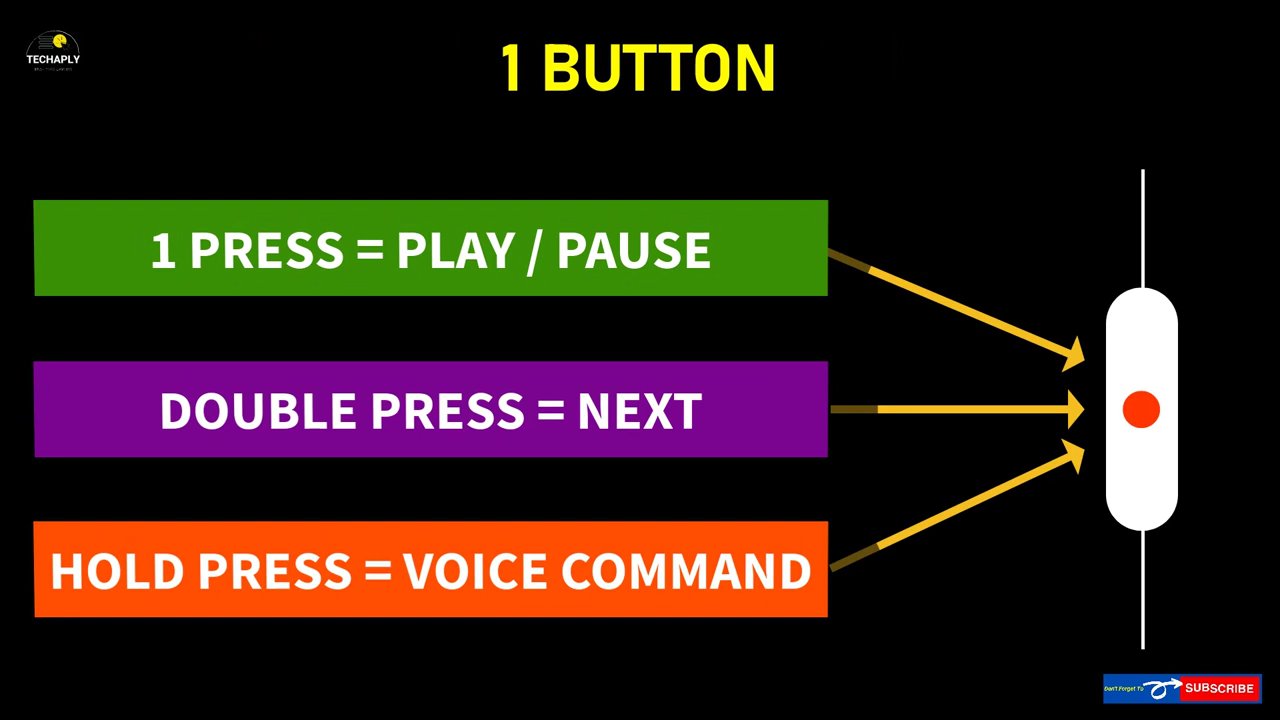 TECHAPLY
1 BUTTON
1 PRESS = PLAY / PAUSE
DOUBLE PRESS = NEXT
HOLD PRESS = VOICE COMMAND
Don't Forget To
SUBSCRIBE